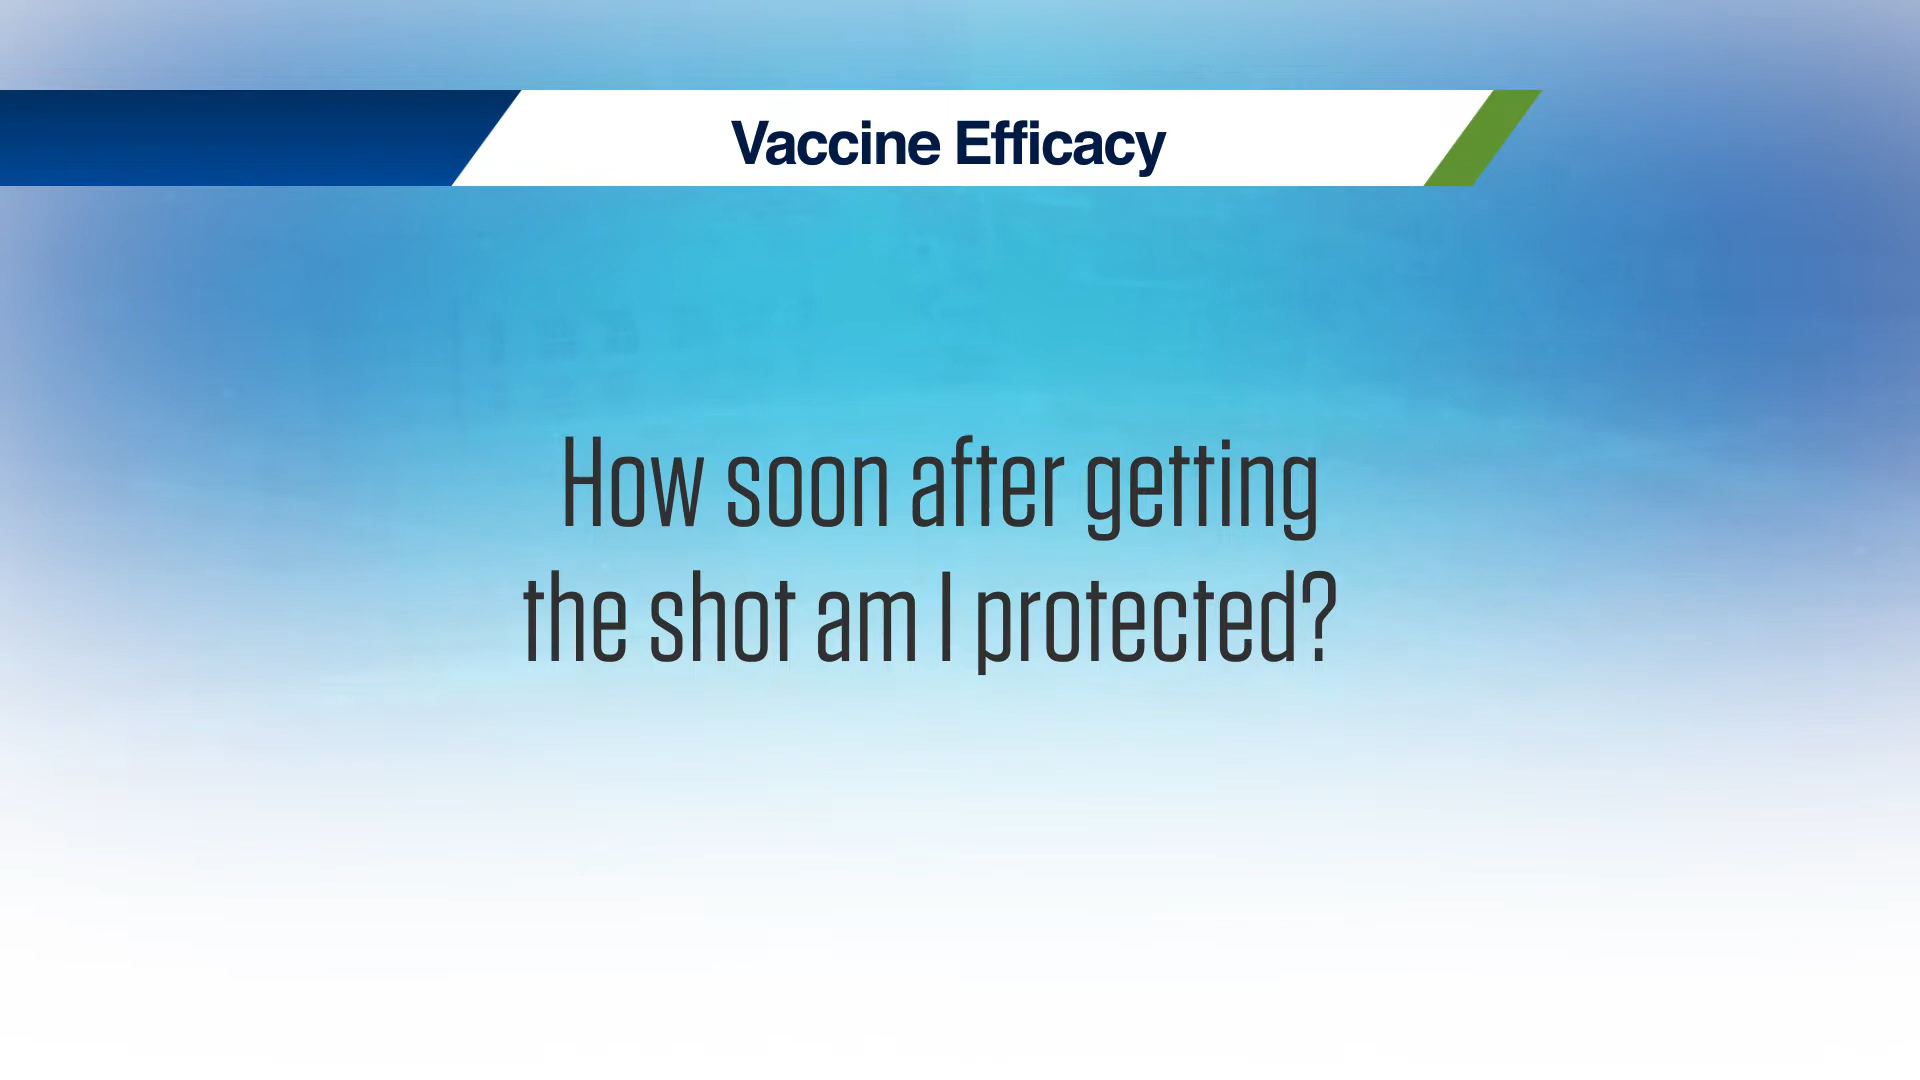 Vaccine Efficacy
How soon after getting
the shot am I protected?